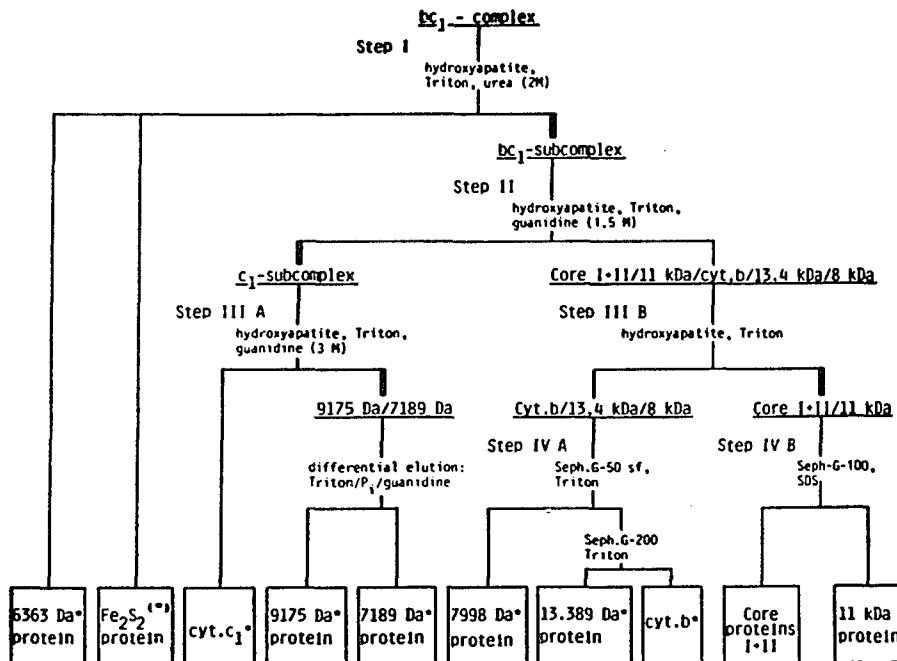 bc1 - complex
Step I
hydroxyapatite,
Triton, urea (2M)
bc1-subcomplex
Step II
hydroxyapatite, Triton,
guanidine (1.5 M)
c1-subcomplex
Core I+II/11 kDa/cyt,b/13,4 kDa/8 kDa
Step III A
Step III B
hydroxyapatite, Triton,
guanidine (3 M)
hydroxyapatite, Triton
9175 Da/7189 Da
Cyt.b/13,4 kDa/8 kDa
Core I+II/11 kDa
Step IV A
Step IV B
differential elution:
Triton/Pi/guanidine
Seph.G-50 sf,
Triton
Seph-G-100,
SDS
Seph.G-200
Triton
6363 Da*
protein
Fe2S2(*)
protein
cyt.c1*
9175 Da*
protein
7189 Da*
protein
7998 Da*
protein
13.389 Da*
protein
cyt.b*
Core
proteins
I+II
11 kDa
protein